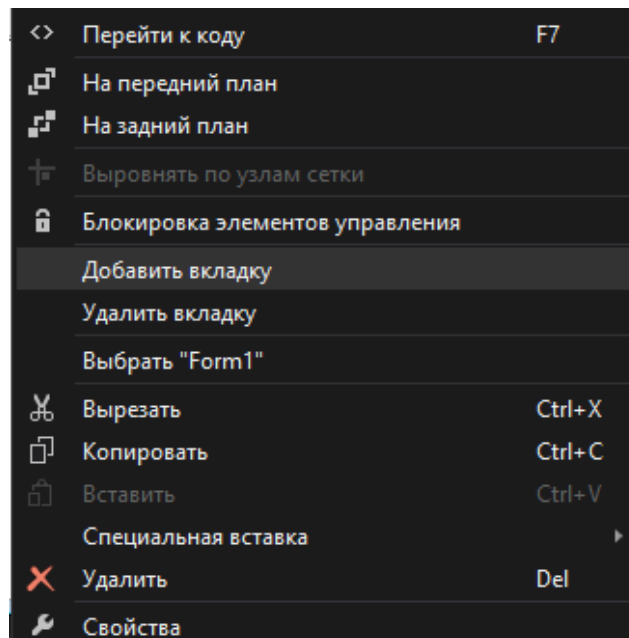 Перейти к коду F7
На передний план
На задний план
Выровнять по узлам сетки
Блокировка элементов управления
Добавить вкладку
Удалить вкладку
Выбрать "Form1"
Вырезать Ctrl+X
Копировать Ctrl+C
Вставить Ctrl+V
Специальная вставка
Удалить Del
Свойства